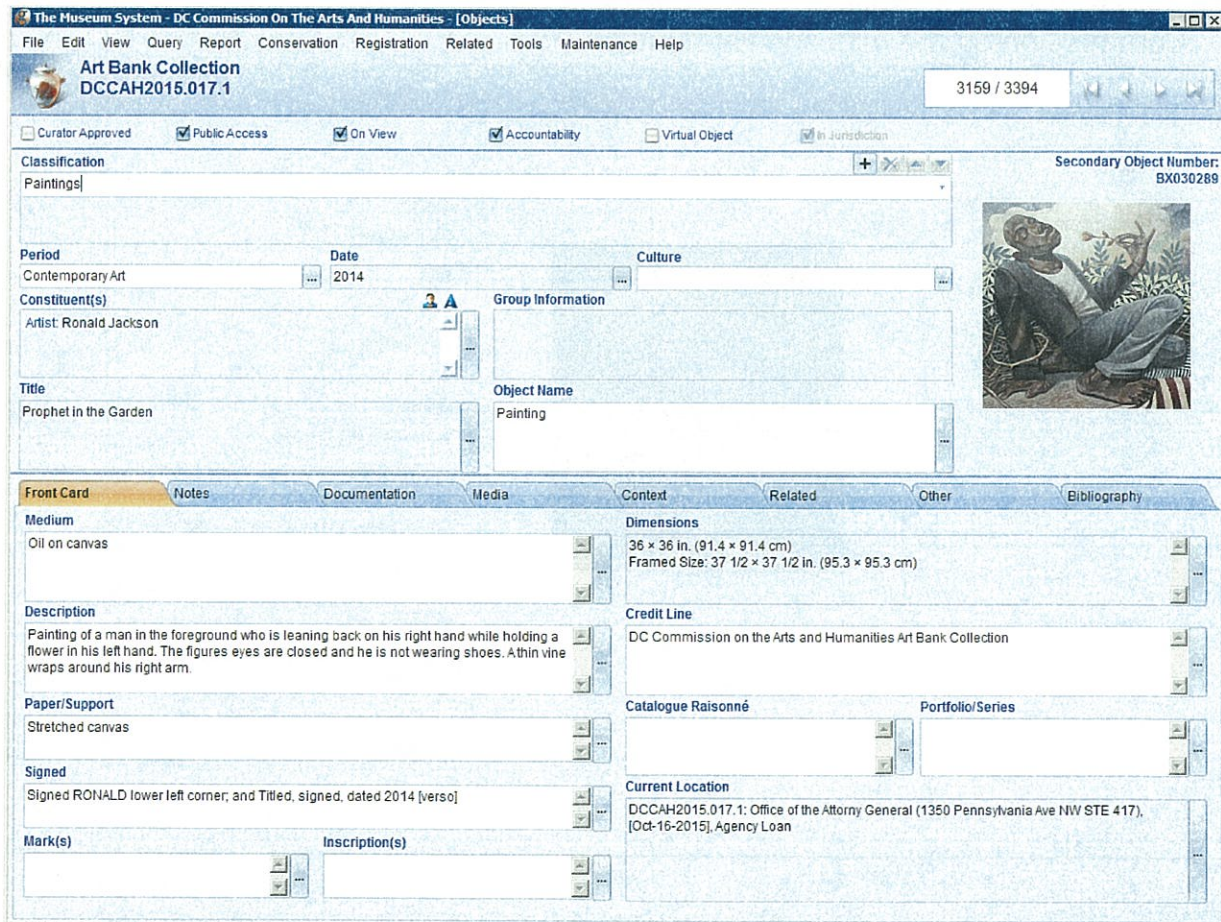 The Museum System - DC Commission On The Arts And Humanities - [Objects]
File Edit View Query Report Conservation Registration Related Tools Maintenance Help
Art Bank Collection
DCCAH2015.017.1
3159 / 3394
Curator Approved Public Access On View Accountability Virtual Object In Jurisdiction
Classification
Secondary Object Number:
BX030289
Paintings
Period Date Culture
Contemporary Art ... 2014 ... ...
Constituent(s) Group Information
Artist: Ronald Jackson
Title Object Name
Prophet in the Garden Painting
Front Card Notes Documentation Media Context Related Other Bibliography
Medium Dimensions
Oil on canvas
36 × 36 in. (91.4 × 91.4 cm)
Framed Size: 37 1/2 × 37 1/2 in. (95.3 × 95.3 cm)
Description
Painting of a man in the foreground who is leaning back on his right hand while holding a
flower in his left hand. The figures eyes are closed and he is not wearing shoes. A thin vine
wraps around his right arm.
Credit Line
DC Commission on the Arts and Humanities Art Bank Collection
Paper/Support
Stretched canvas
Catalogue Raisonné Portfolio/Series
Signed
Signed RONALD lower left corner; and Titled, signed, dated 2014 [verso]
Current Location
DCCAH2015.017.1: Office of the Attorny General (1350 Pennsylvania Ave NW STE 417),
[Oct-16-2015], Agency Loan
Mark(s) Inscription(s)